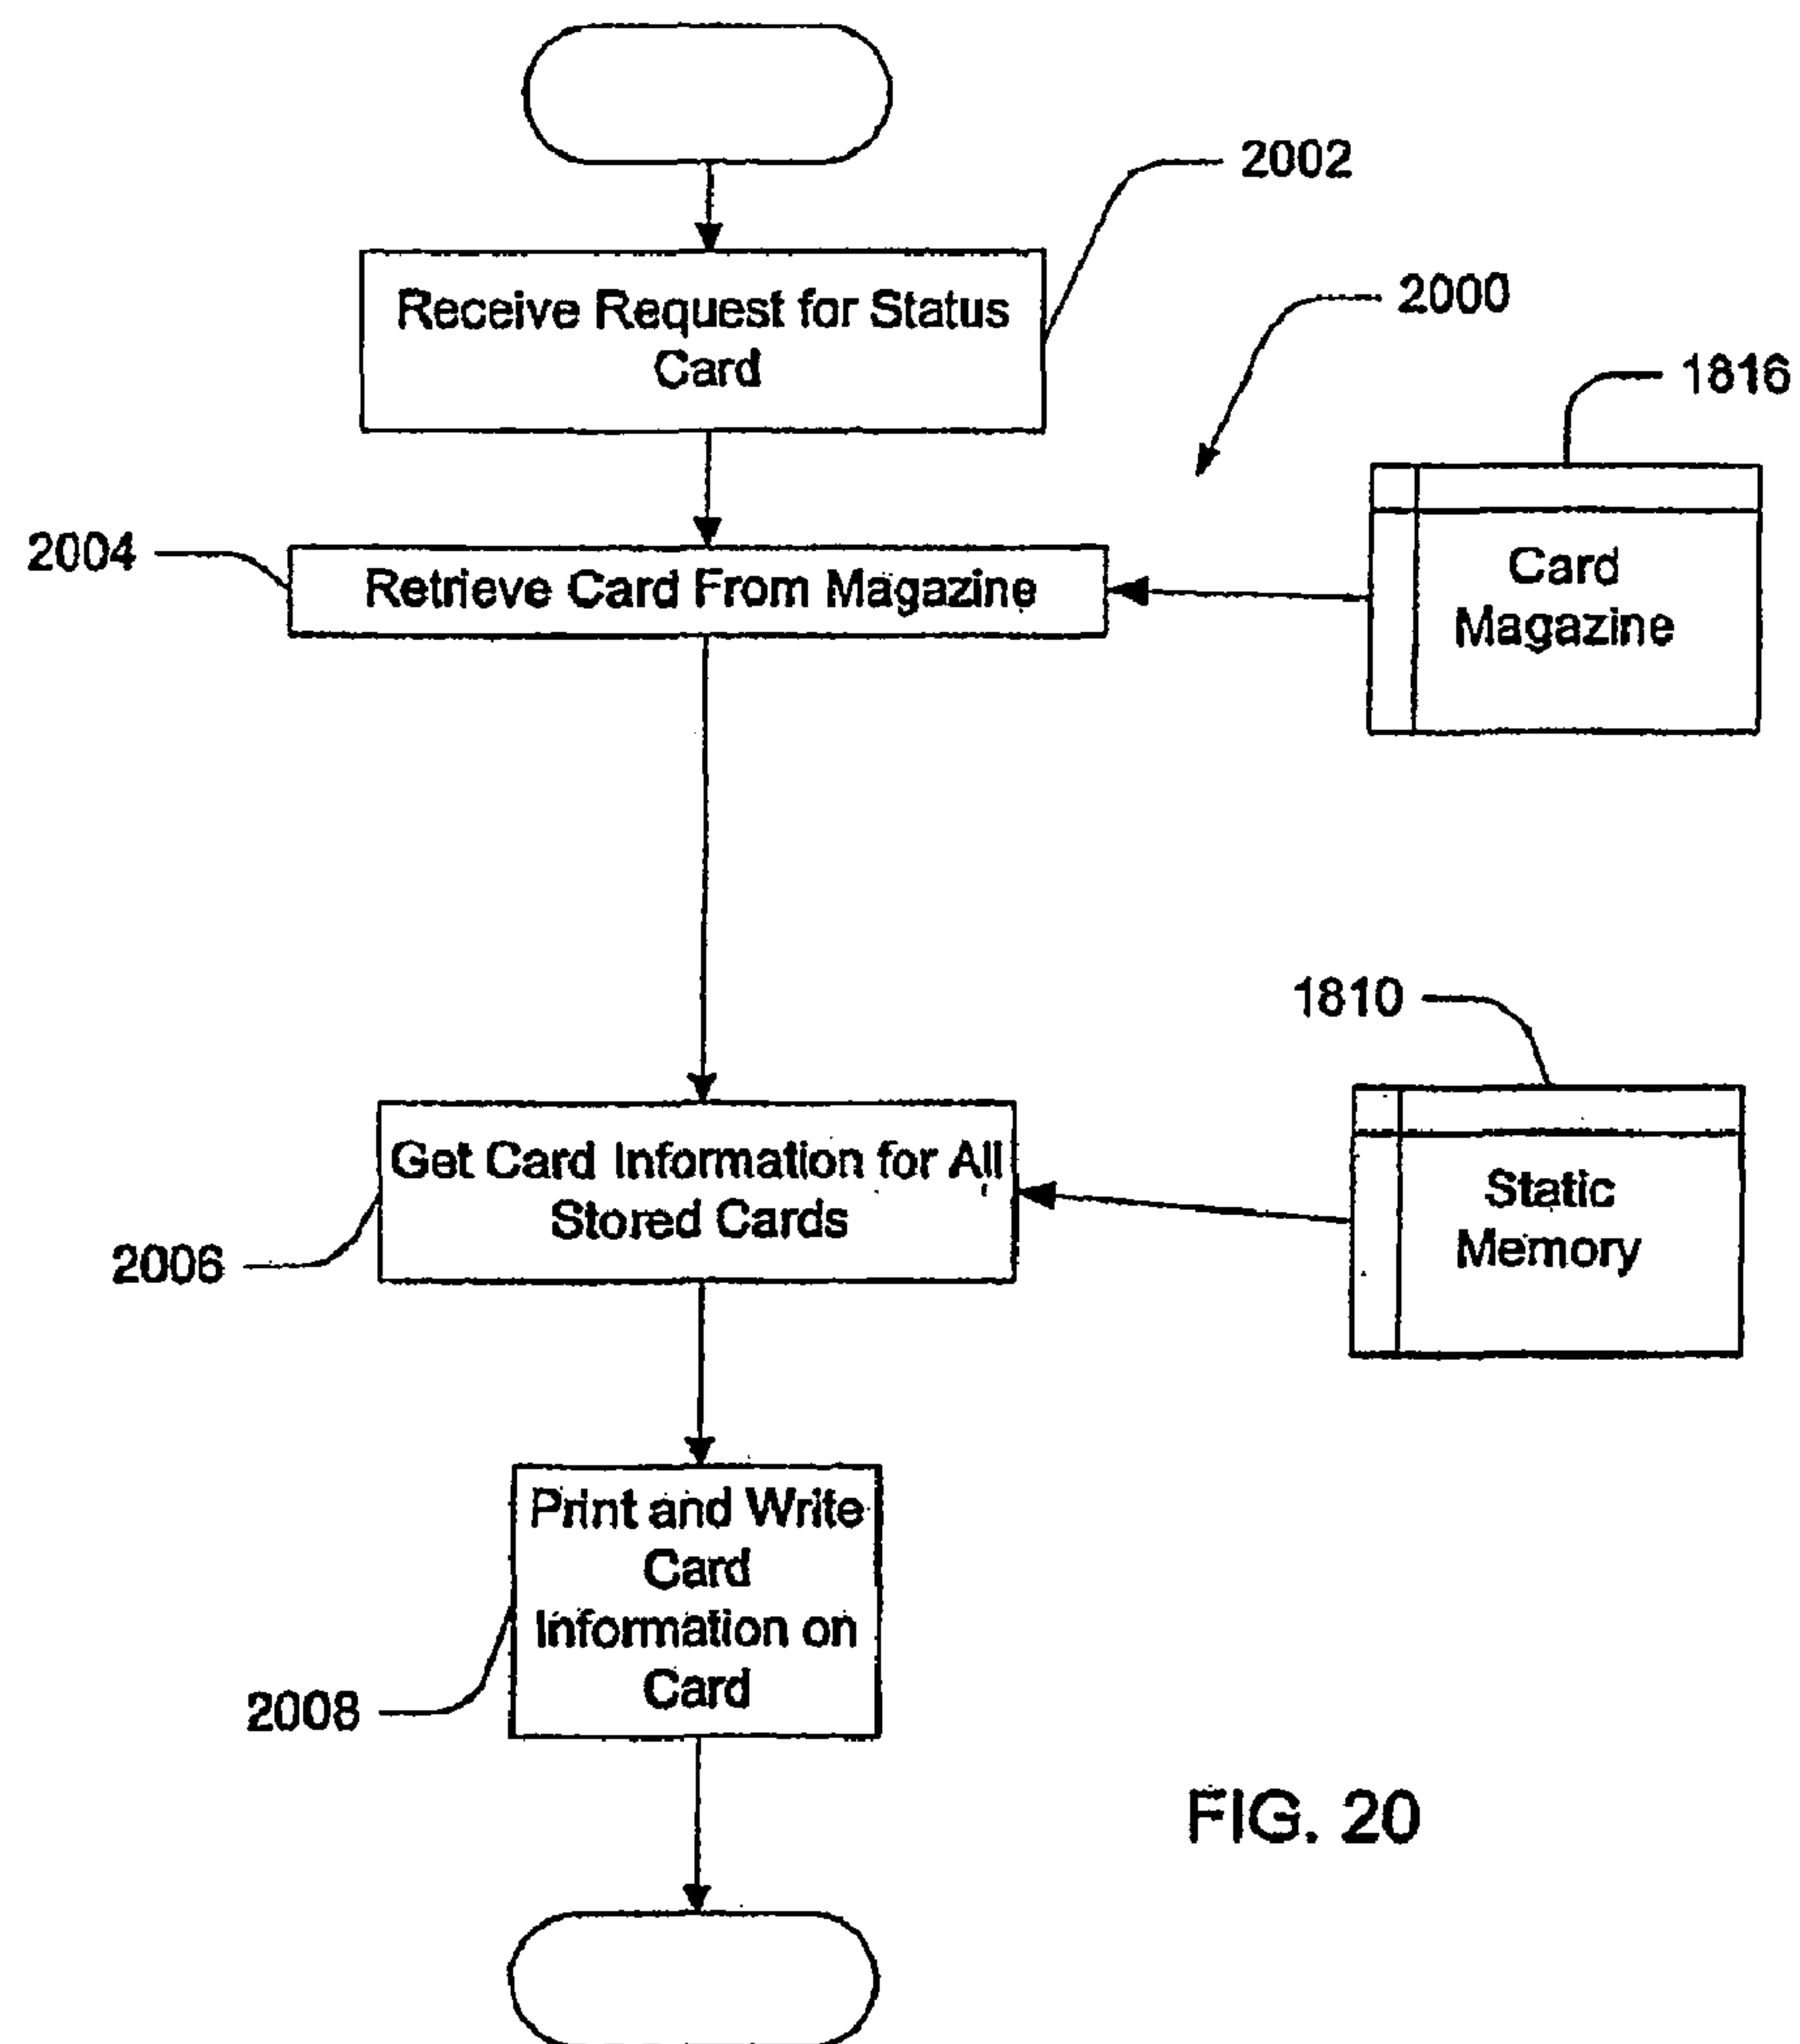 2002
Receive Request for Status
Card
2000
1816
2004
Retrieve Card From Magazine
Card
Magazine
1810
Get Card Information for All
Stored Cards
2006
Static
Memory
Print and Write
Card
Information on
Card
2008
FIG. 20